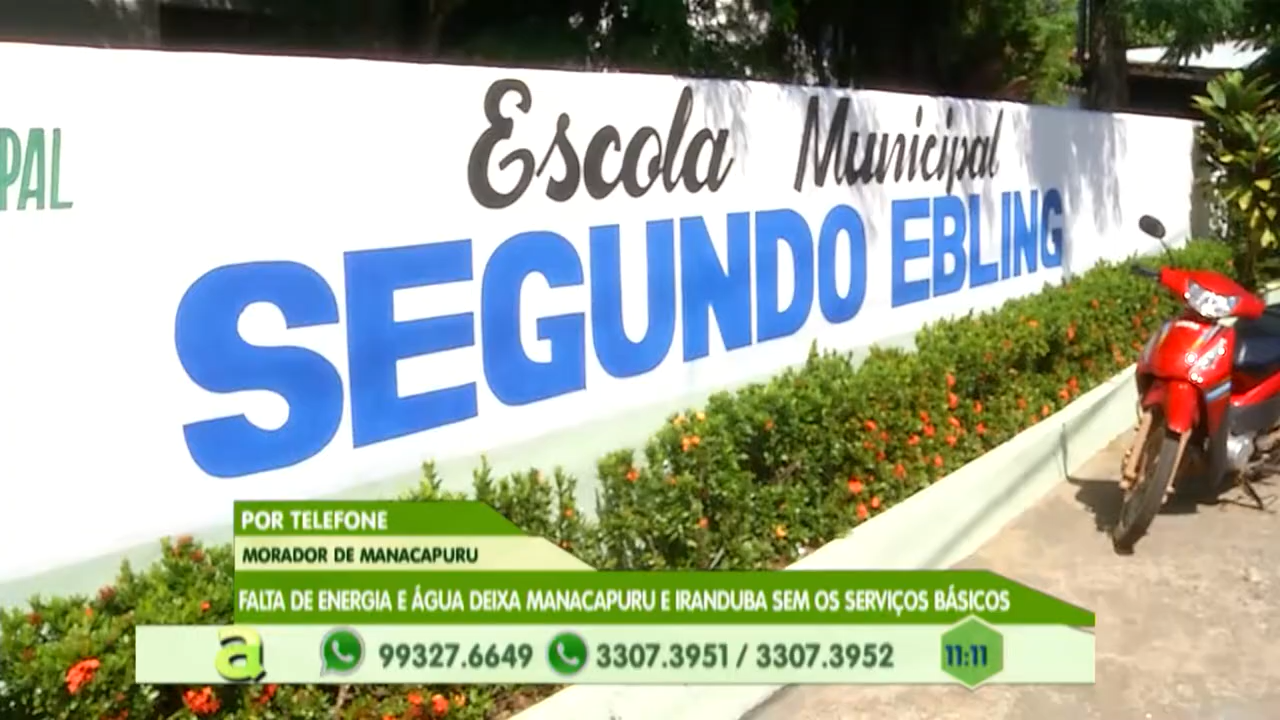 PAL
Escola Municipal
SEGUNDO EBLING
POR TELEFONE
MORADOR DE MANACAPURU
FALTA DE ENERGIA E ÁGUA DEIXA MANACAPURU E IRANDUBA SEM OS SERVIÇOS BÁSICOS
a 99327.6649 3307.3951 / 3307.3952 11:11